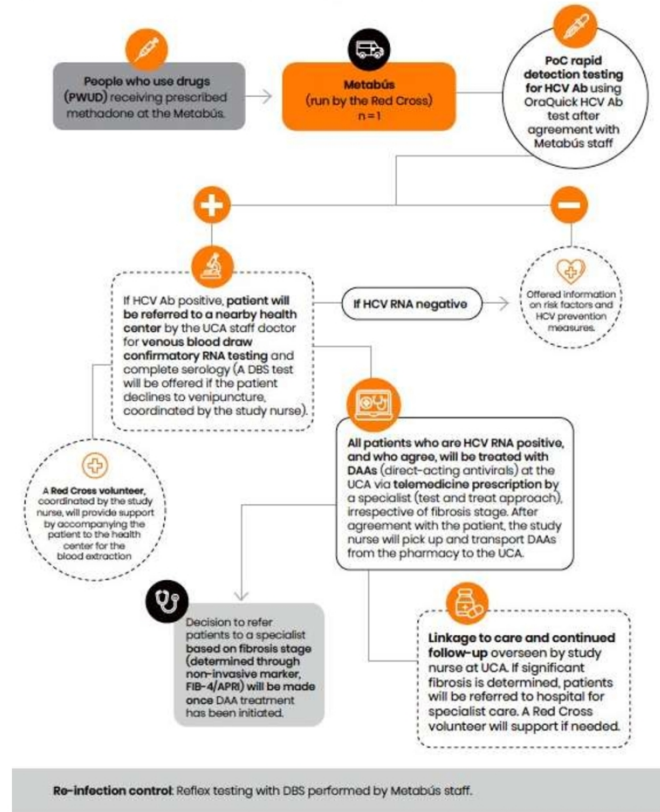 People who use drugs
(PWUD) receiving prescribed
methadone at the Metabús.
Metabús
(run by the Red Cross)
n = 1
PoC rapid
detection testing
for HCV Ab using
OraQuick HCV Ab
test after
agreement with
Metabús staff
If HCV Ab positive, patient will
be referred to a nearby health
center by the UCA staff doctor
for venous blood draw
confirmatory RNA testing and
complete serology (A DBS test
will be offered if the patient
declines to venipuncture,
coordinated by the study nurse).
If HCV RNA negative
Offered information
on risk factors and
HCV prevention
measures.
A Red Cross volunteer,
coordinated by the study
nurse, will provide support
by accompanying the
patient to the health
center for the
blood extraction
All patients who are HCV RNA positive,
and who agree, will be treated with
DAAs (direct-acting antivirals) at the
UCA via telemedicine prescription by
a specialist (test and treat approach),
irrespective of fibrosis stage. After
agreement with the patient, the study
nurse will pick up and transport DAAs
from the pharmacy to the UCA.
Decision to refer
patients to a specialist
based on fibrosis stage
(determined through
non-invasive marker,
FIB-4/APRI) will be made
once DAA treatment
has been initiated.
Linkage to care and continued
follow-up overseen by study
nurse at UCA. If significant
fibrosis is determined, patients
will be referred to hospital for
specialist care. A Red Cross
volunteer will support if needed.
Re-infection control: Reflex testing with DBS performed by Metabús staff.